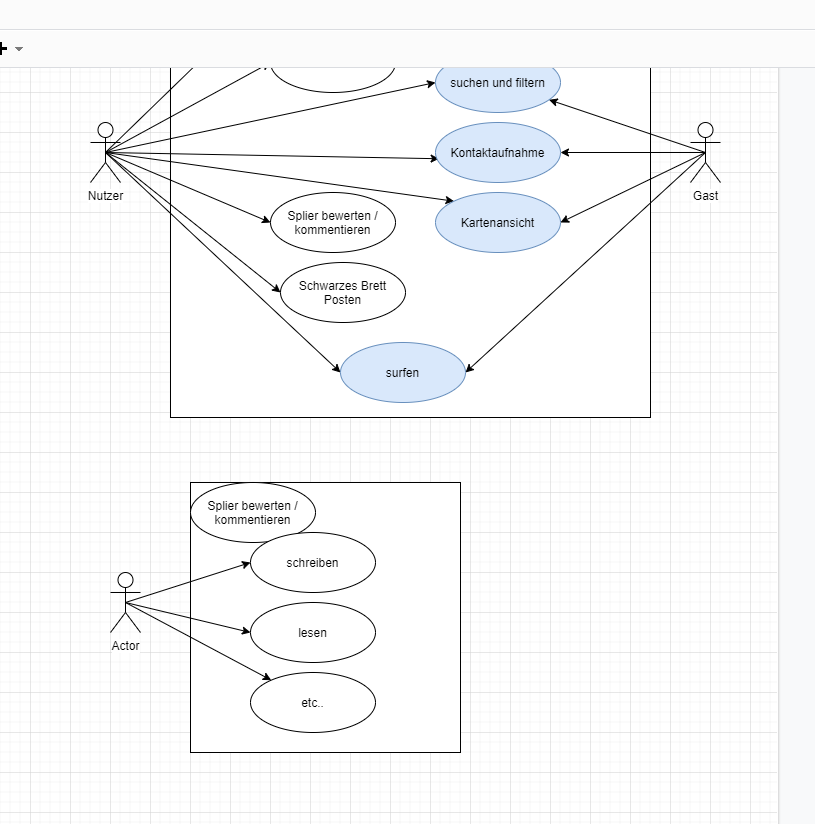 suchen und filtern
Kontaktaufnahme
Nutzer
Gast
Splier bewerten /
kommentieren
Kartenansicht
Schwarzes Brett
Posten
surfen
Splier bewerten /
kommentieren
schreiben
lesen
Actor
etc..